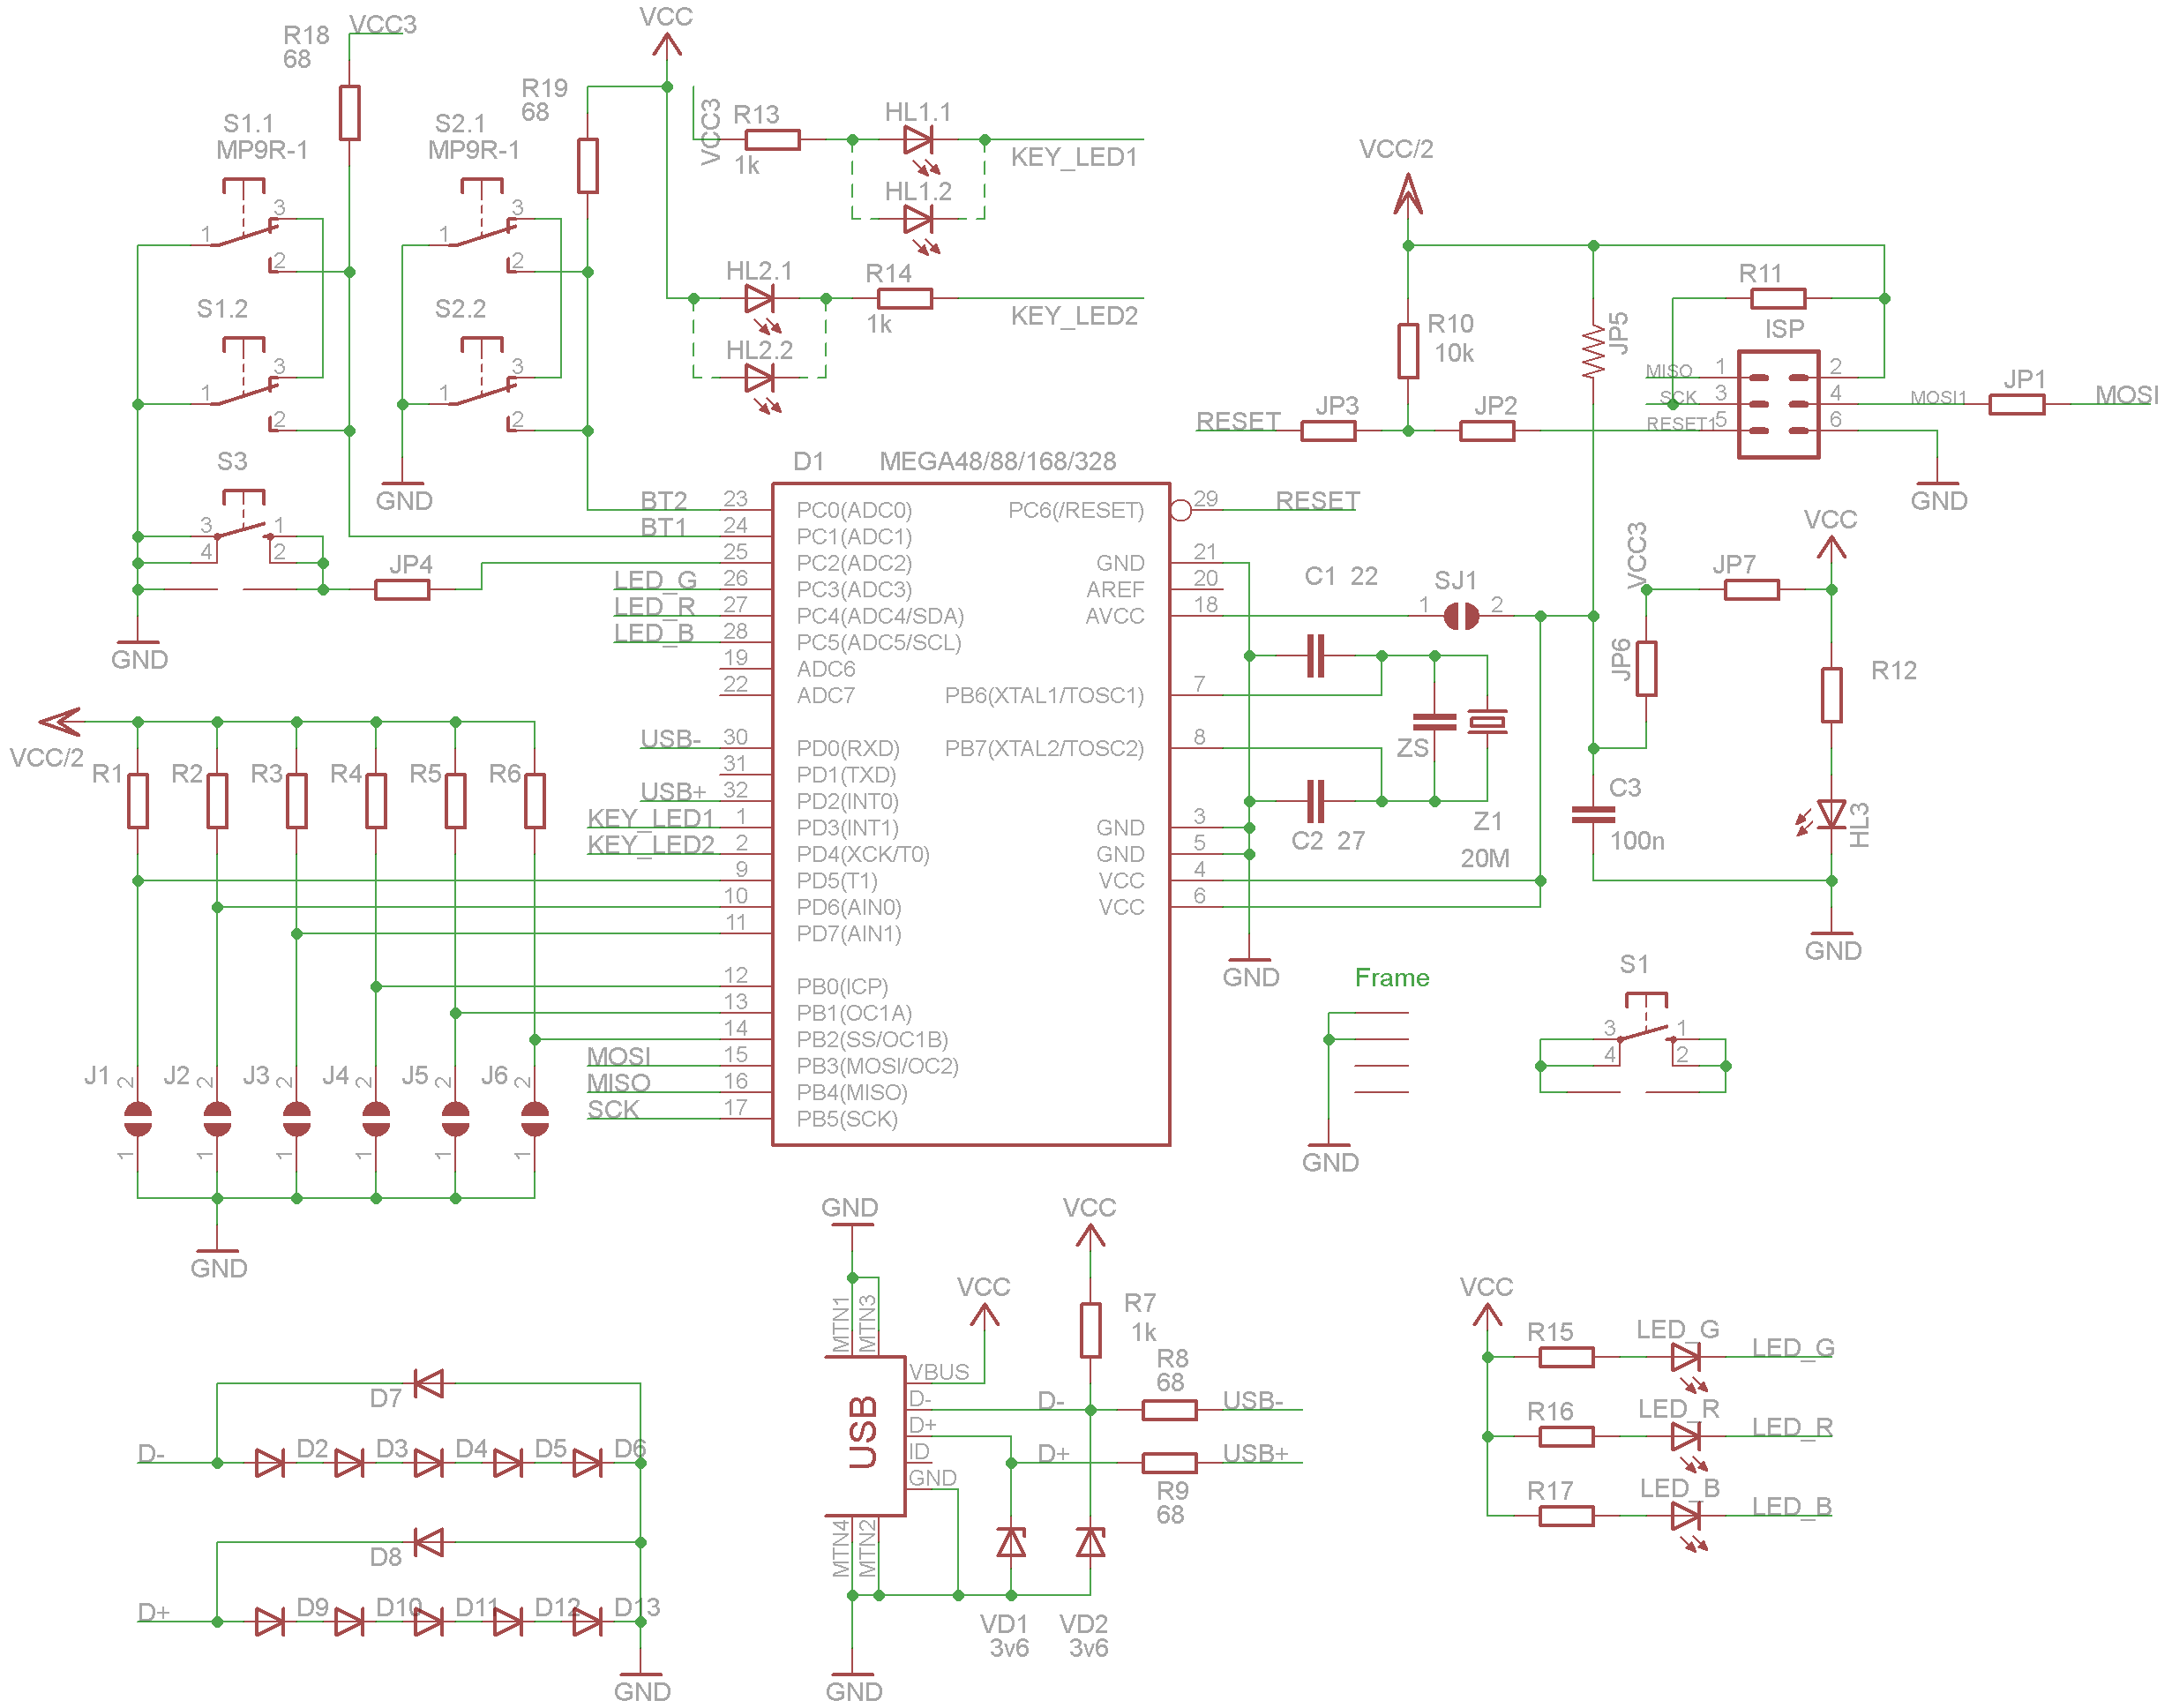 R18
68
VCC3
VCC
R19
68
S1.1
MP9R-1
S2.1
MP9R-1
VCC3
R13
1k
HL1.1
KEY_LED1
HL1.2
VCC/2
1
3
2
1
3
2
S1.2
S2.2
HL2.1
R14
1k
KEY_LED2
HL2.2
R10
10k
JP5
R11
ISP
1
3
2
1
3
2
MISO
1
2
SCK
3
4
RESET1
5
6
MOSI1
JP1
MOSI
RESET
JP3
JP2
GND
GND
S3
3
4
1
2
JP4
GND
D1
MEGA48/88/168/328
BT2
23
PC0(ADC0)
BT1
24
PC1(ADC1)
25
PC2(ADC2)
LED_G
26
PC3(ADC3)
LED_R
27
PC4(ADC4/SDA)
LED_B
28
PC5(ADC5/SCL)
19
ADC6
22
ADC7
USB-
30
PD0(RXD)
31
PD1(TXD)
USB+
32
PD2(INT0)
KEY_LED1
1
PD3(INT1)
KEY_LED2
2
PD4(XCK/T0)
9
PD5(T1)
10
PD6(AIN0)
11
PD7(AIN1)
12
PB0(ICP)
13
PB1(OC1A)
14
PB2(SS/OC1B)
MOSI
15
PB3(MOSI/OC2)
MISO
16
PB4(MISO)
SCK
17
PB5(SCK)
PC6(/RESET)
29
RESET
GND
21
AREF
20
AVCC
18
PB6(XTAL1/TOSC1)
7
PB7(XTAL2/TOSC2)
8
GND
3
GND
5
VCC
4
VCC
6
C1 22
SJ1
1
2
ZS
C2 27
Z1
20M
GND
VCC3
JP7
VCC
JP6
R12
C3
100n
HL3
GND
VCC/2
R1
R2
R3
R4
R5
R6
J1
2
1
J2
2
1
J3
2
1
J4
2
1
J5
2
1
J6
2
1
GND
Frame
GND
S1
3
4
1
2
GND
VCC
VCC
MTN1
MTN3
USB
VBUS
D-
D+
ID
GND
MTN4
MTN2
R7
1k
D-
R8
68
USB-
D+
R9
68
USB+
VD1
3v6
VD2
3v6
GND
VCC
R15
LED_G
LED_G
R16
LED_R
LED_R
R17
LED_B
LED_B
D7
D-
D2
D3
D4
D5
D6
D8
D+
D9
D10
D11
D12
D13
GND